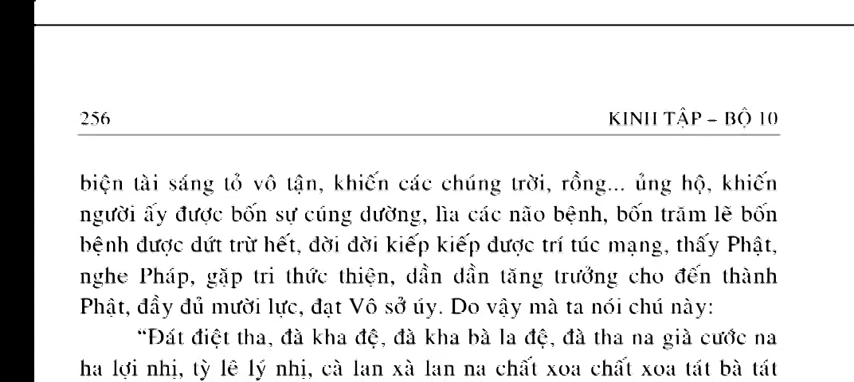 256
KINH TẬP – BỘ 10
biện tài sáng tỏ vô tận, khiến các chúng trời, rồng... ủng hộ, khiến
người ấy được bốn sự cúng dường, lìa các não bệnh, bốn trăm lẽ bốn
bệnh được dứt trừ hết, đời đời kiếp kiếp được trí túc mạng, thấy Phật,
nghe Pháp, gặp tri thức thiện, dần dần tăng trưởng cho đến thành
Phật, đầy đủ mười lực, đạt Vô sở úy. Do vậy mà ta nói chú này:
“Đát điệt tha, đà kha đệ, đà kha bà la đệ, đà tha na già cước na
ha lợi nhị, tỳ lê lý nhị, cà lan xà lan na chất xoa chất xoa tát bà tát